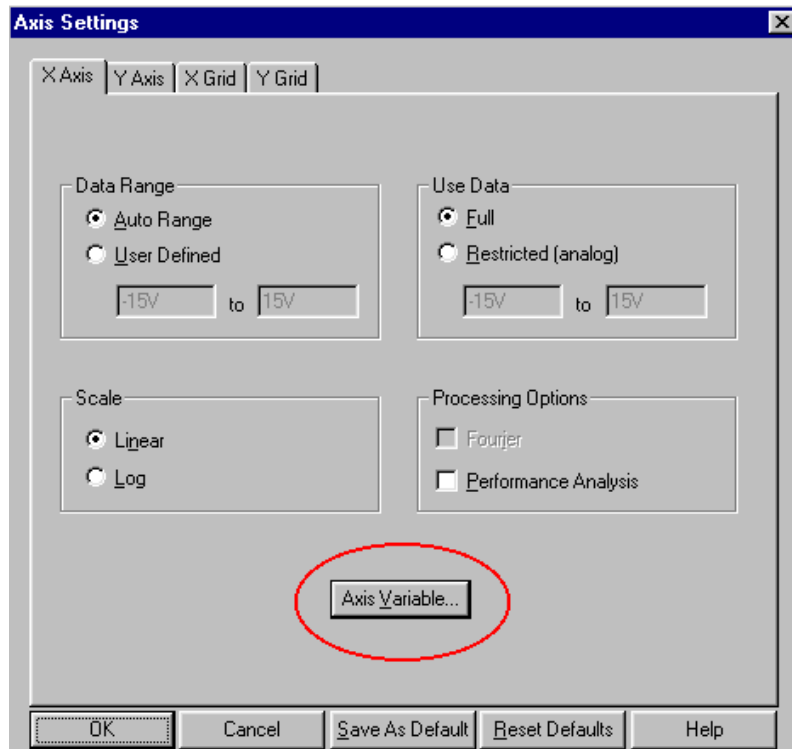 Axis Settings
X Axis Y Axis X Grid Y Grid
Data Range
Auto Range
User Defined
-15V to 15V
Use Data
Full
Restricted (analog)
-15V to 15V
Scale
Linear
Log
Processing Options
Fourier
Performance Analysis
Axis Variable...
OK Cancel Save As Default Reset Defaults Help